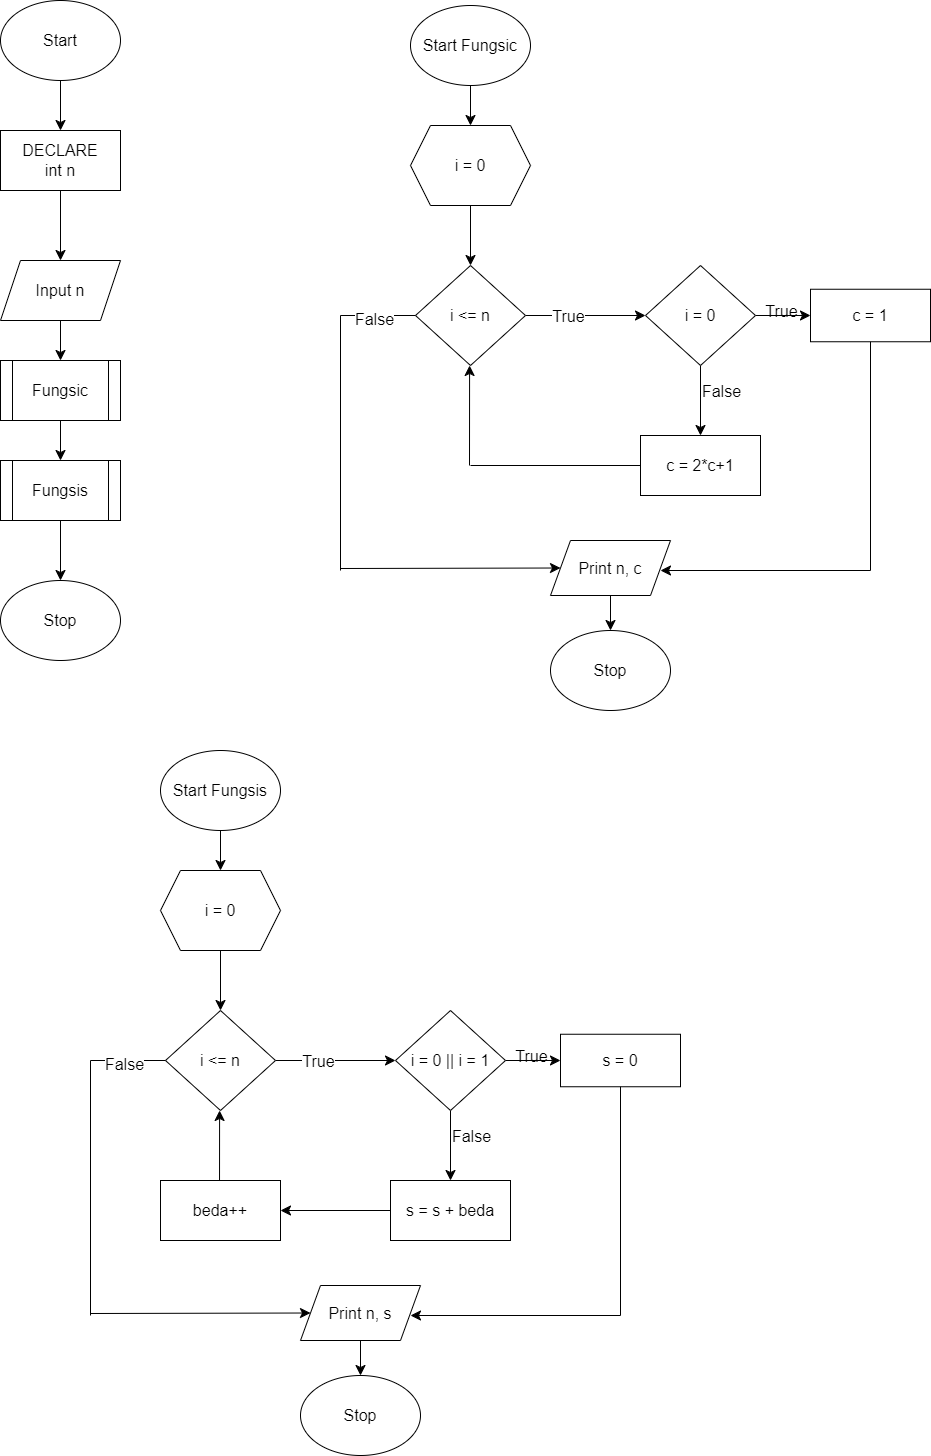 Start
DECLARE
int n
Input n
Fungsic
Fungsis
Stop
Start Fungsic
i = 0
i <= n
False
True
i = 0
True
c = 1
False
c = 2*c+1
Print n, c
Stop
Start Fungsis
i = 0
i <= n
False
True
i = 0 || i = 1
True
s = 0
False
s = s + beda
beda++
Print n, s
Stop